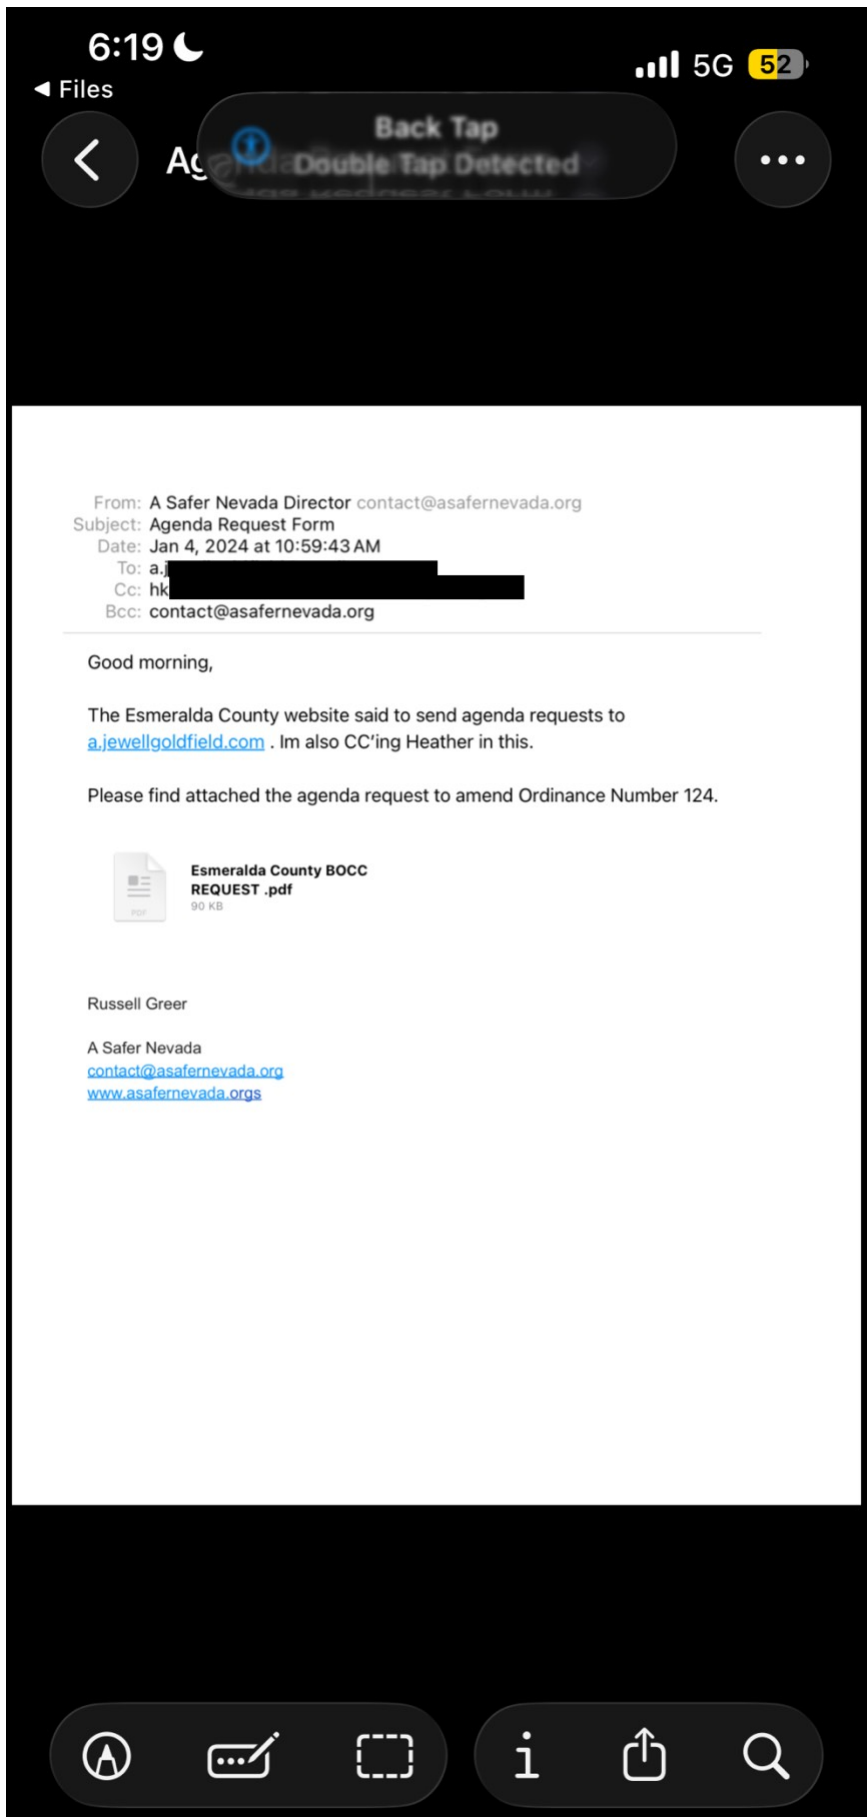 6:19
5G 52
Files
Back Tap
Double Tap Detected
From: A Safer Nevada Director contact@asafernevada.org
Subject: Agenda Request Form
Date: Jan 4, 2024 at 10:59:43 AM
To: a.j
Cc: hk
Bcc: contact@asafernevada.org
Good morning,
The Esmeralda County website said to send agenda requests to
a.jewellgoldfield.com . Im also CC'ing Heather in this.
Please find attached the agenda request to amend Ordinance Number 124.
Esmeralda County BOCC
REQUEST .pdf
90 KB
PDF
Russell Greer
A Safer Nevada
contact@asafernevada.org
www.asafernevada.orgs